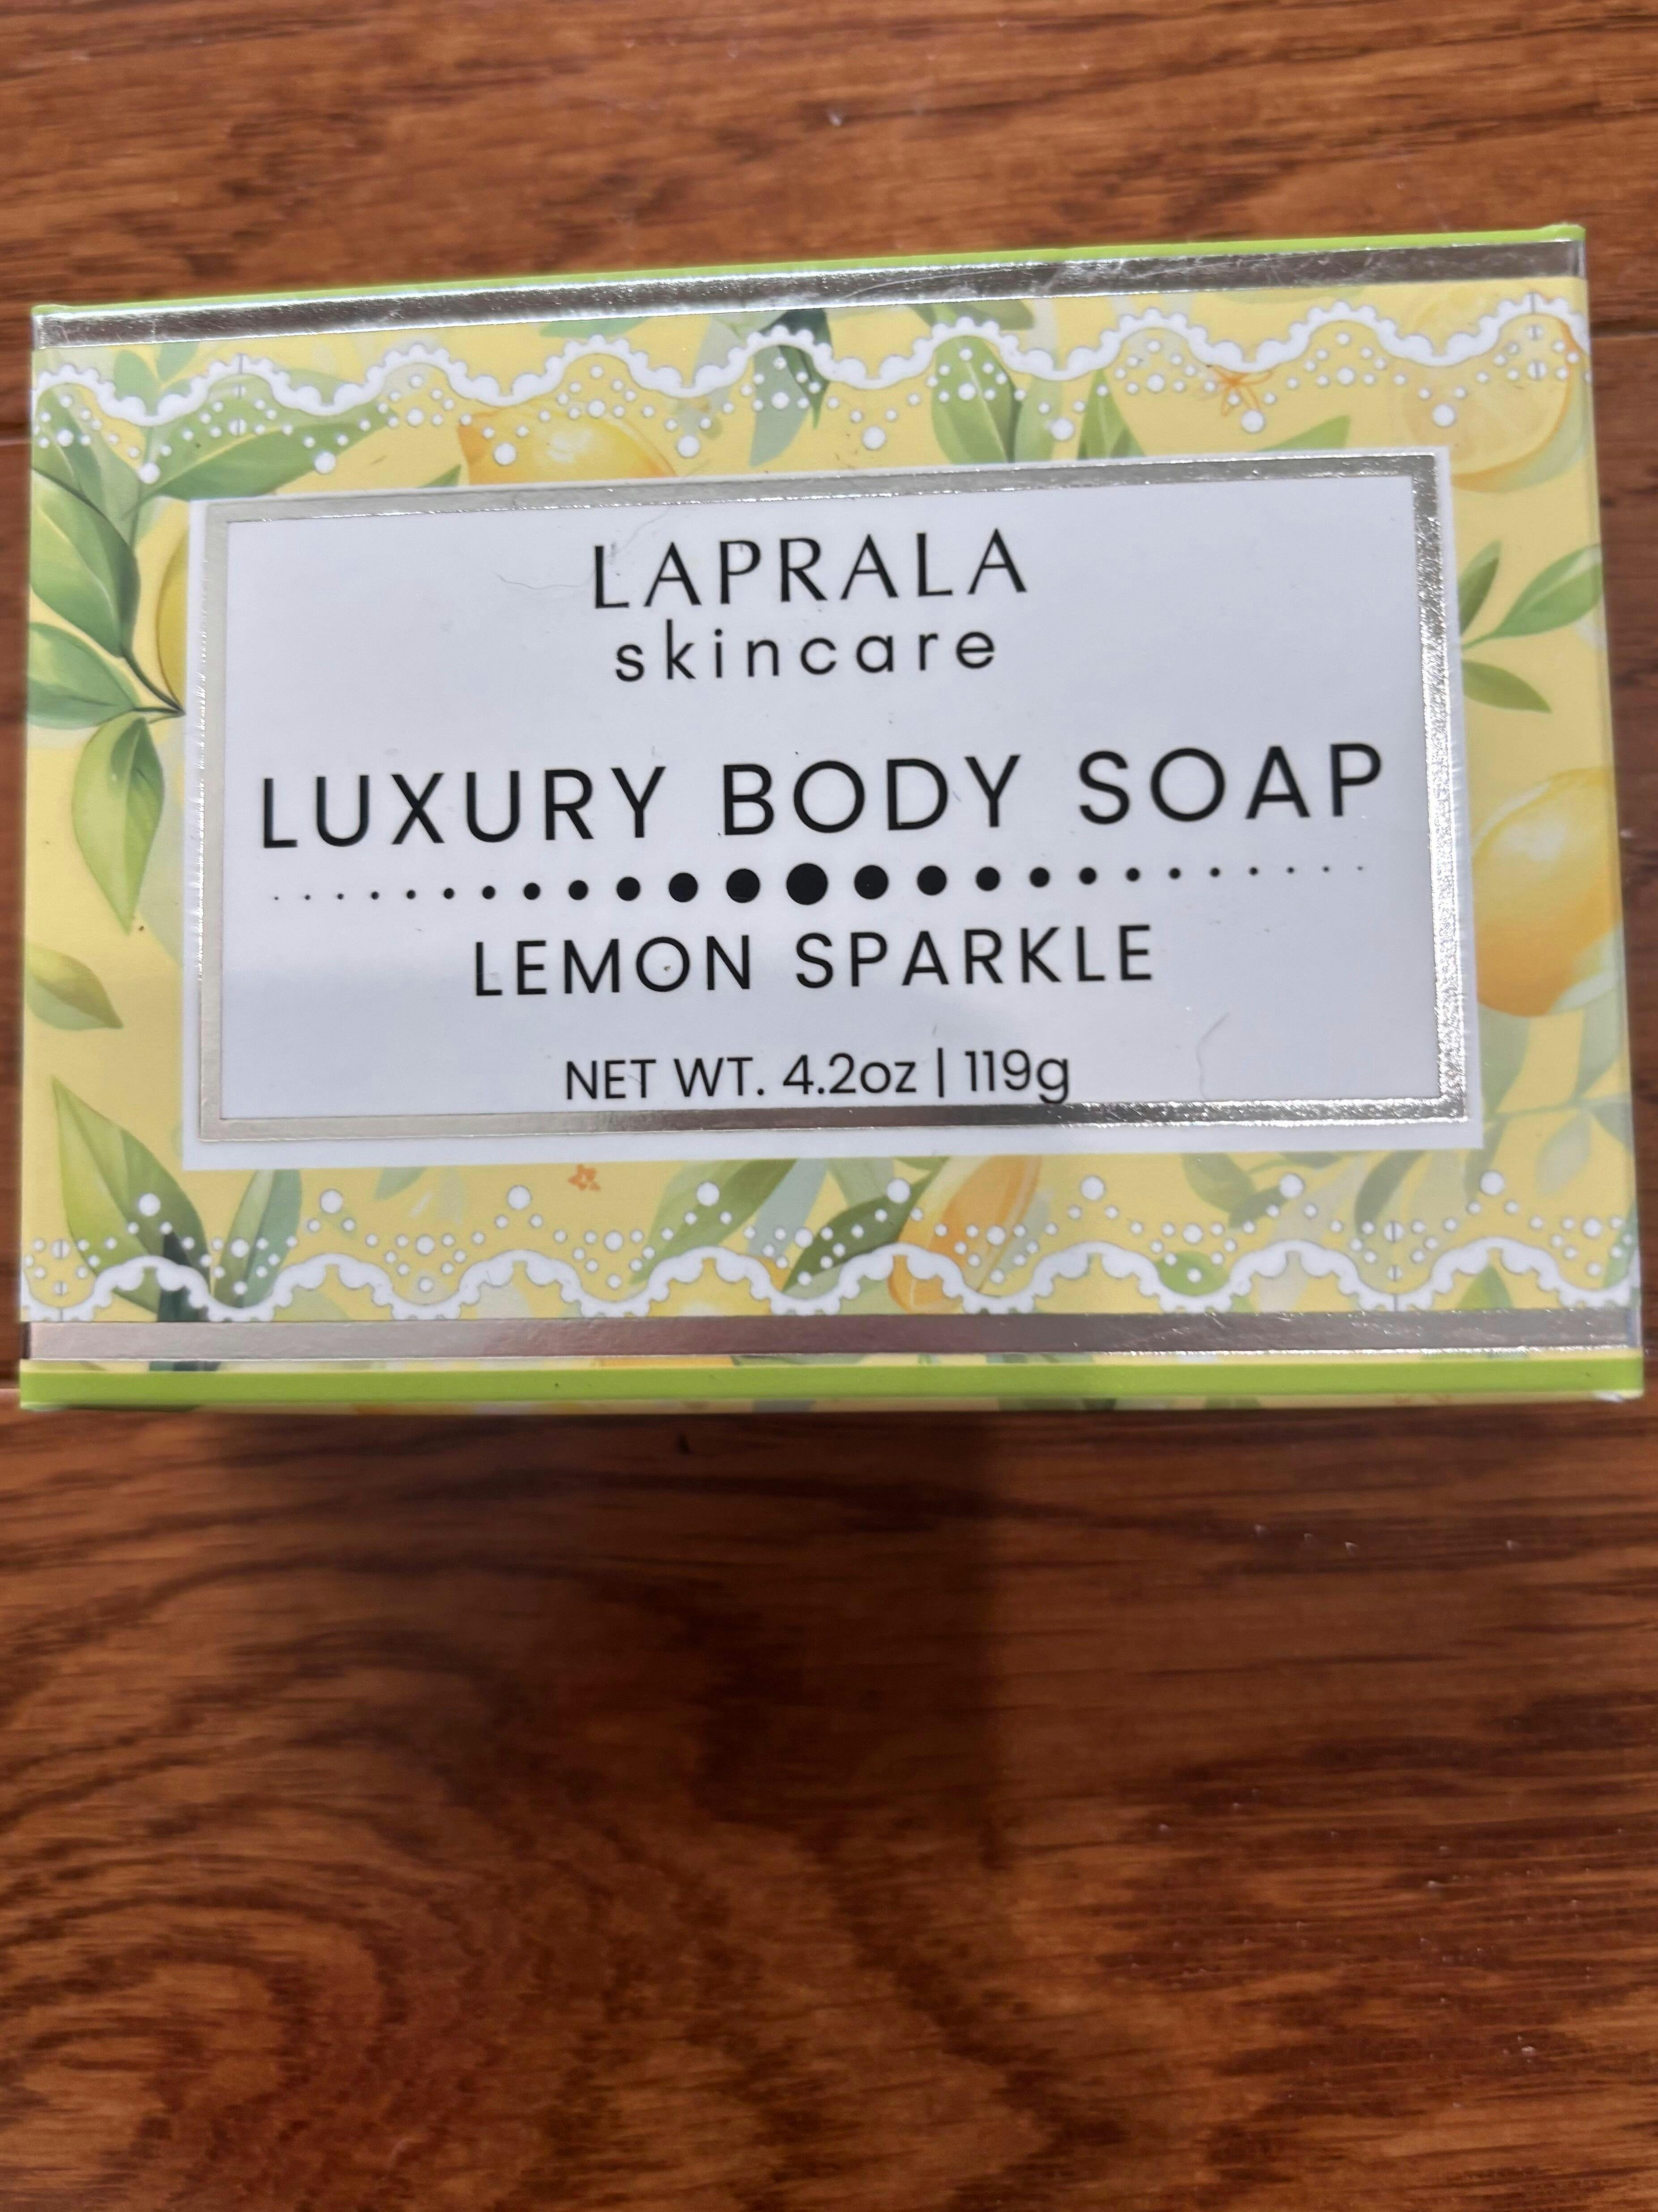 LAPRALA
skincare
LUXURY BODY SOAP
LEMON SPARKLE
NET WT. 4.2oz | 119g